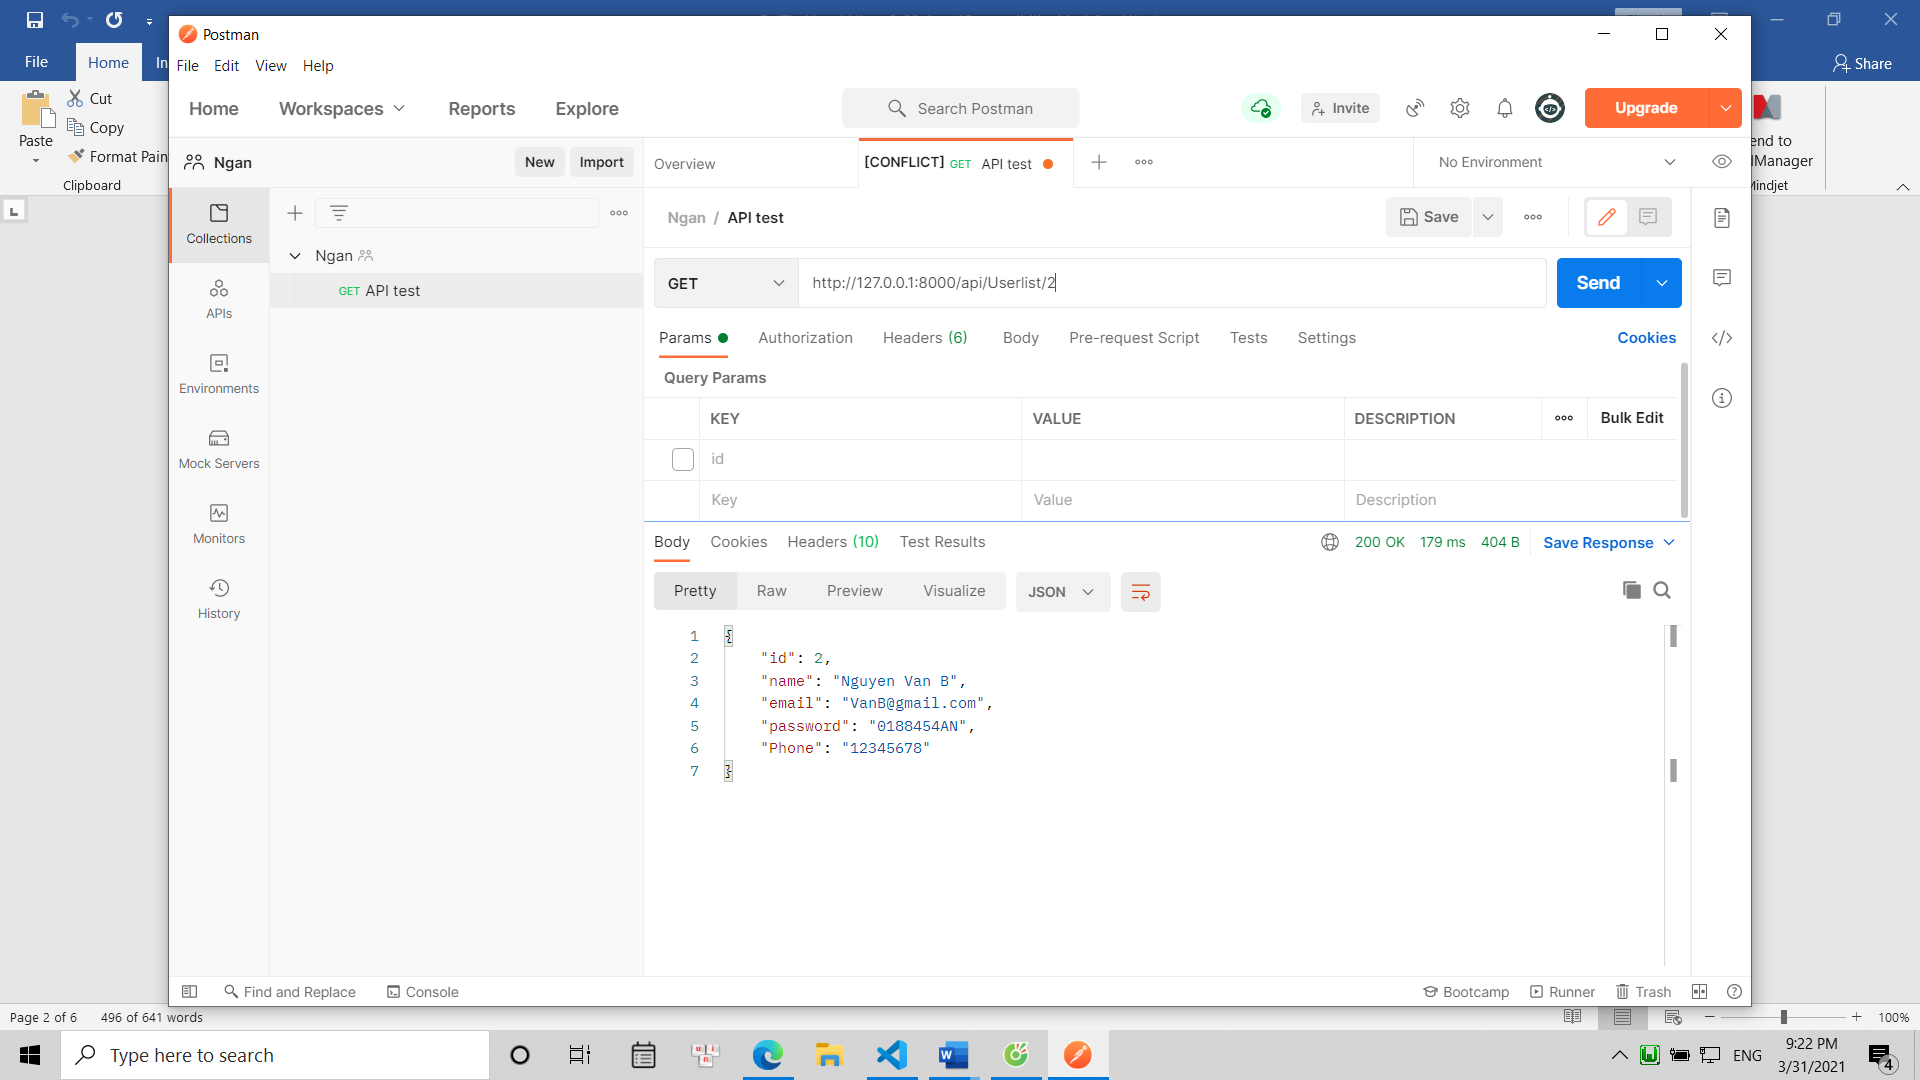 Postman
File Edit View Help
File Home In
Share
Home Workspaces Reports Explore
Search Postman
Invite
Upgrade
Cut
Copy
Format Pain
Paste
Clipboard
end to
Manager
Mindjet
Ngan
New Import
Overview
[CONFLICT] GET API test
No Environment
Collections
APIs
Environments
Mock Servers
Monitors
History
Ngan
GET API test
Ngan / API test
Save
GET
http://127.0.0.1:8000/api/Userlist/2
Send
Params Authorization Headers (6) Body Pre-request Script Tests Settings Cookies
Query Params
KEY VALUE DESCRIPTION Bulk Edit
id
Key Value Description
Body Cookies Headers (10) Test Results
200 OK 179 ms 404 B Save Response
Pretty Raw Preview Visualize JSON
1 {
2 "id": 2,
3 "name": "Nguyen Van B",
4 "email": "VanB@gmail.com",
5 "password": "0188454AN",
6 "Phone": "12345678"
7 }
Find and Replace Console
Bootcamp Runner Trash
Page 2 of 6 496 of 641 words
100%
Type here to search
ENG
9:22 PM
3/31/2021
4